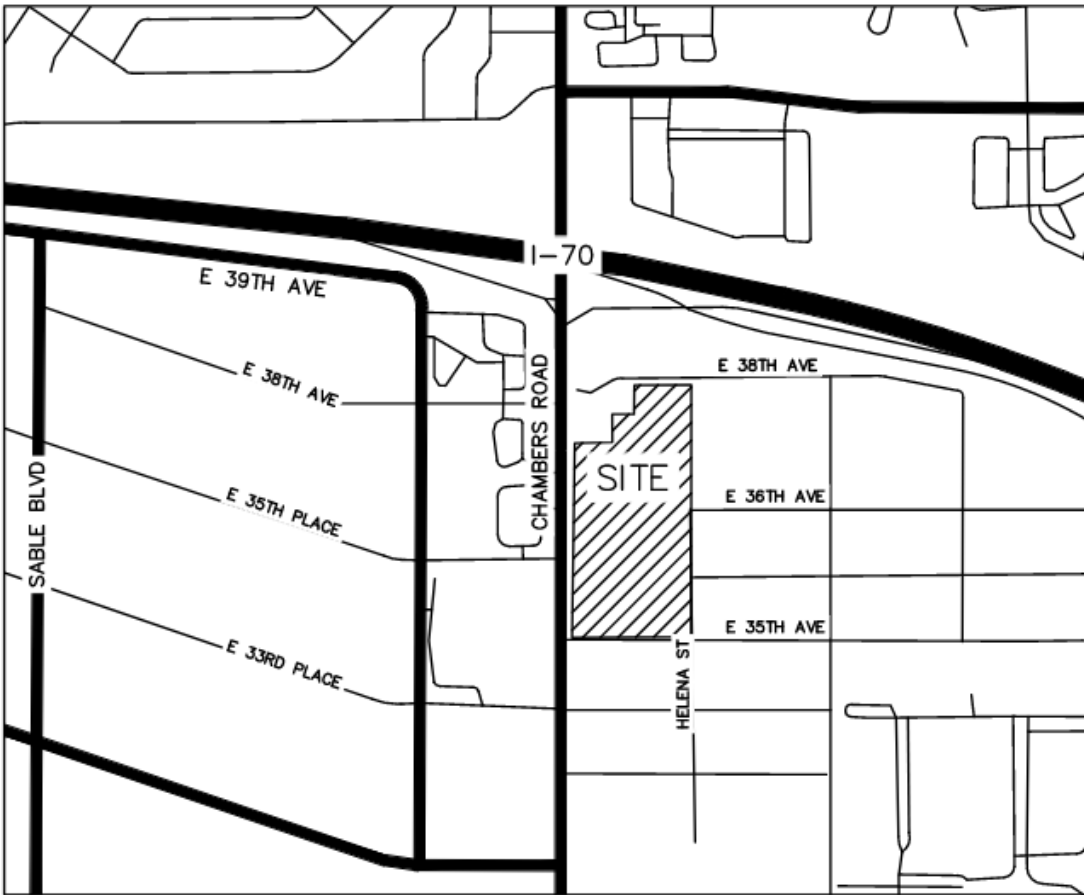 I-70
E 39TH AVE
E 38TH AVE
E 38TH AVE
CHAMBERS ROAD
SITE
SABLE BLVD
E 35TH PLACE
E 36TH AVE
E 35TH AVE
E 33RD PLACE
HELENA ST